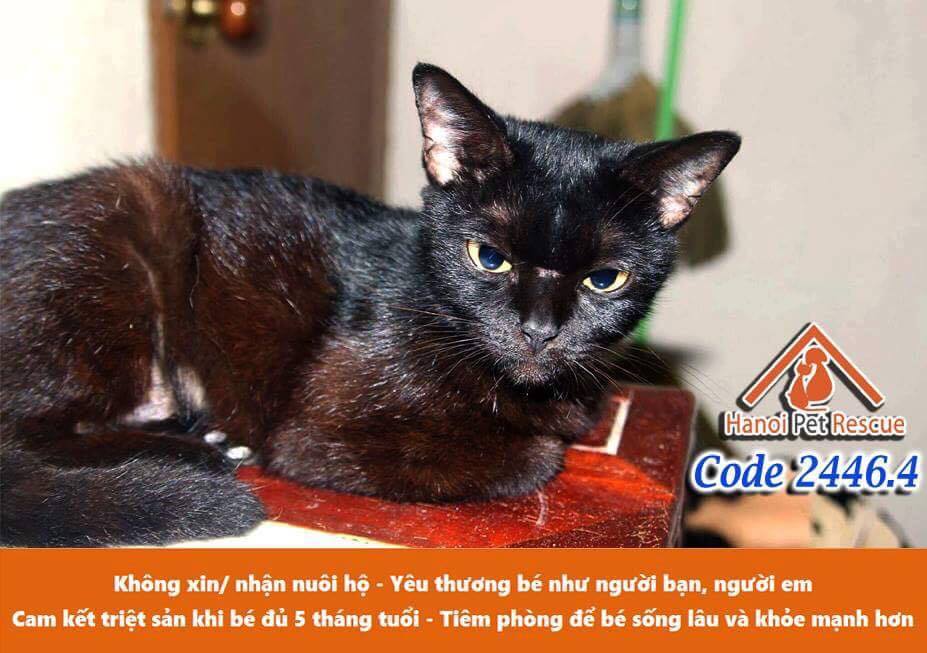 Hanoi Pet Rescue
Code 2446.4
Không xin/ nhận nuôi hộ - Yêu thương bé như người bạn, người em
Cam kết triệt sản khi bé đủ 5 tháng tuổi - Tiêm phòng để bé sống lâu và khỏe mạnh hơn